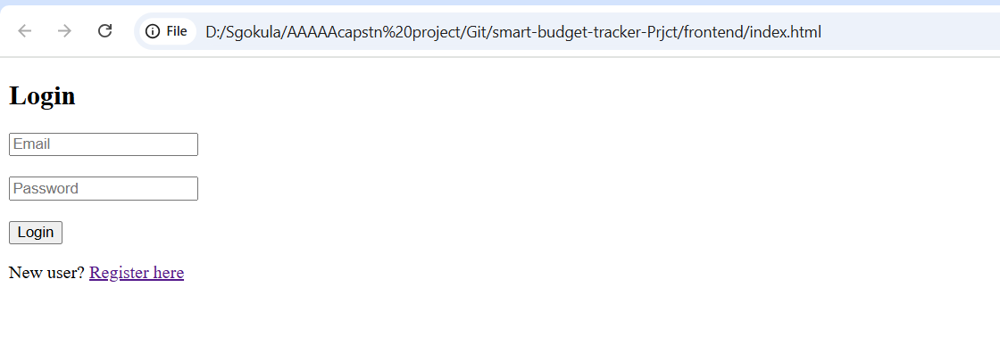 File D:/Sgokula/AAAAAcapstn%20project/Git/smart-budget-tracker-Prjct/frontend/index.html
Login
Email
Password
Login
New user? Register here